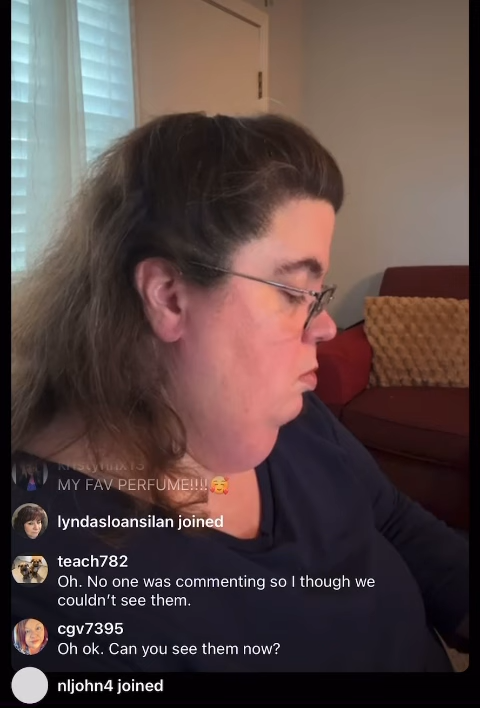 MY FAV PERFUME!!!!🥰
lyndasloansilan joined
teach782
Oh. No one was commenting so I though we
couldn't see them.
cgv7395
Oh ok. Can you see them now?
nljohn4 joined